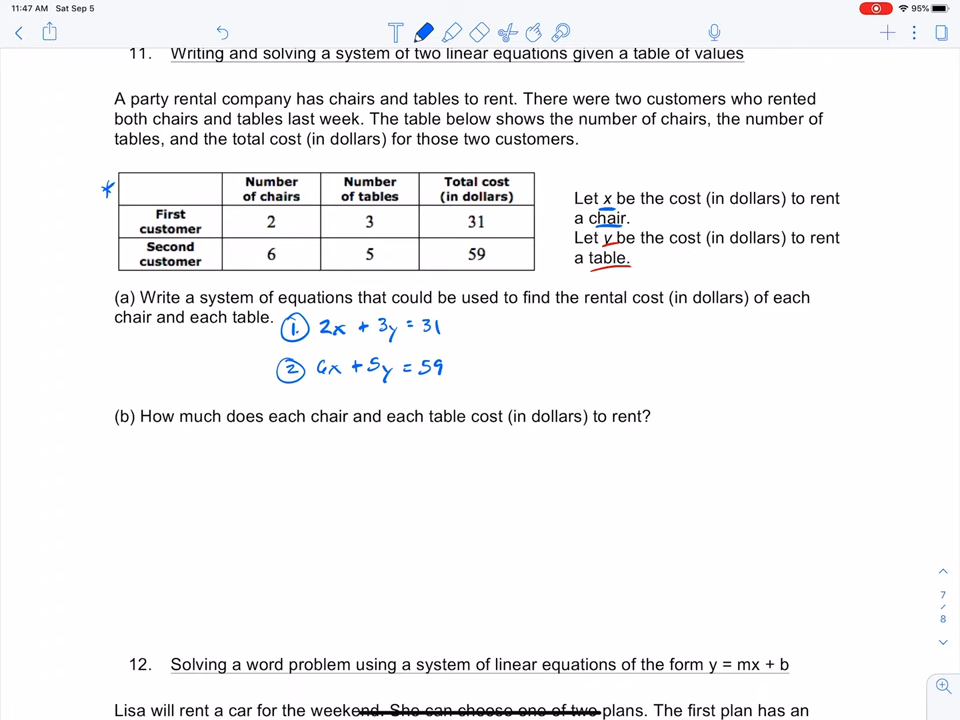 11:47 AM Sat Sep 5
95%
11. Writing and solving a system of two linear equations given a table of values
A party rental company has chairs and tables to rent. There were two customers who rented
both chairs and tables last week. The table below shows the number of chairs, the number of
tables, and the total cost (in dollars) for those two customers.
*
Number of chairs Number of tables Total cost (in dollars)
First customer 2 3 31
Second customer 6 5 59
Let x be the cost (in dollars) to rent
a chair.
Let y be the cost (in dollars) to rent
a table.
(a) Write a system of equations that could be used to find the rental cost (in dollars) of each
chair and each table.
1. 2x + 3y = 31
2 6x + 5y = 59
(b) How much does each chair and each table cost (in dollars) to rent?
7
/
8
12. Solving a word problem using a system of linear equations of the form y = mx + b
Lisa will rent a car for the weekend. She can choose one of two plans. The first plan has an